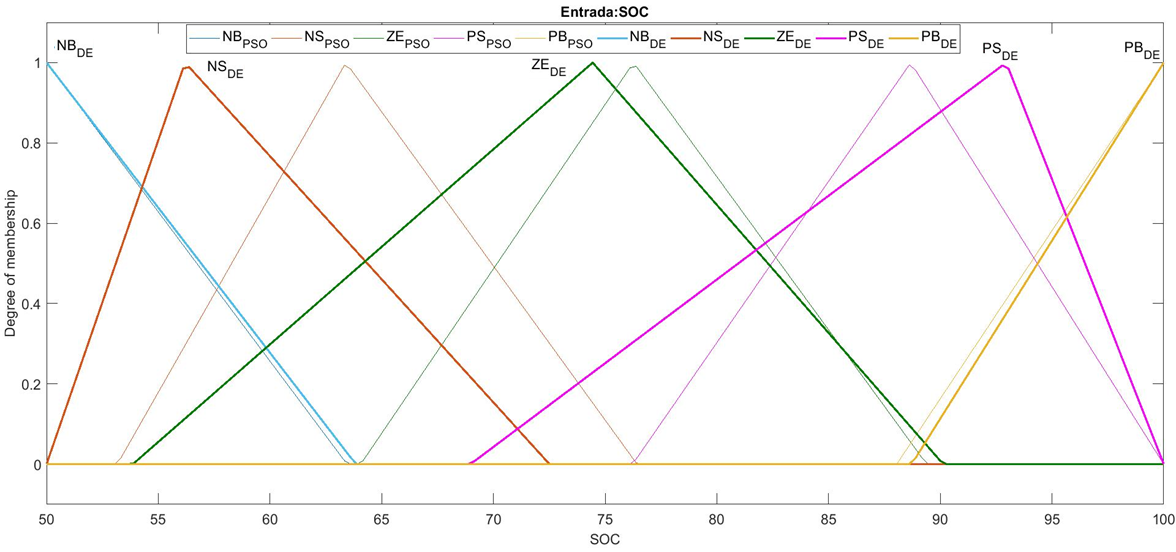 Entrada:SOC
NB_PSO NS_PSO ZE_PSO PS_PSO PB_PSO NB_DE NS_DE ZE_DE PS_DE PB_DE
NB_DE
NS_DE
ZE_DE
PS_DE
PB_DE
Degree of membership
1
0.8
0.6
0.4
0.2
0
50 55 60 65 70 75 80 85 90 95 100
SOC